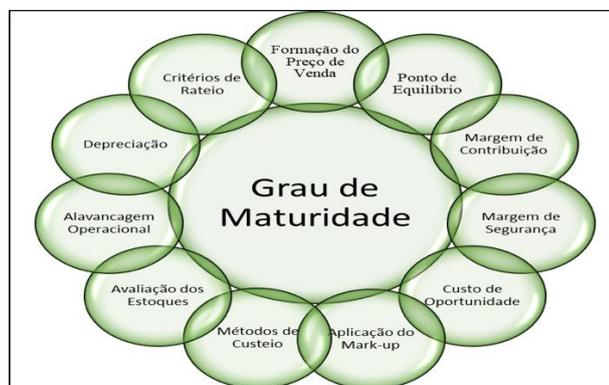 Formação do
Preço de
Venda
Ponto de
Equilíbrio
Margem de
Contribuição
Margem de
Segurança
Custo de
Oportunidade
Aplicação do
Mark-up
Métodos de
Custeio
Avaliação dos
Estoques
Alavancagem
Operacional
Depreciação
Critérios de
Rateio
Grau de
Maturidade